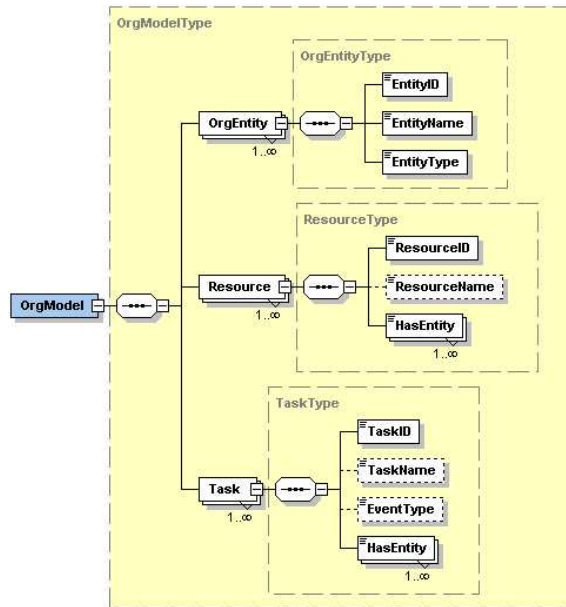 OrgModelType
OrgEntityType
EntityID
OrgEntity
EntityName
1..∞
EntityType
ResourceType
ResourceID
Resource
ResourceName
1..∞
HasEntity
1..∞
OrgModel
TaskType
TaskID
TaskName
Task
EventType
1..∞
HasEntity
1..∞